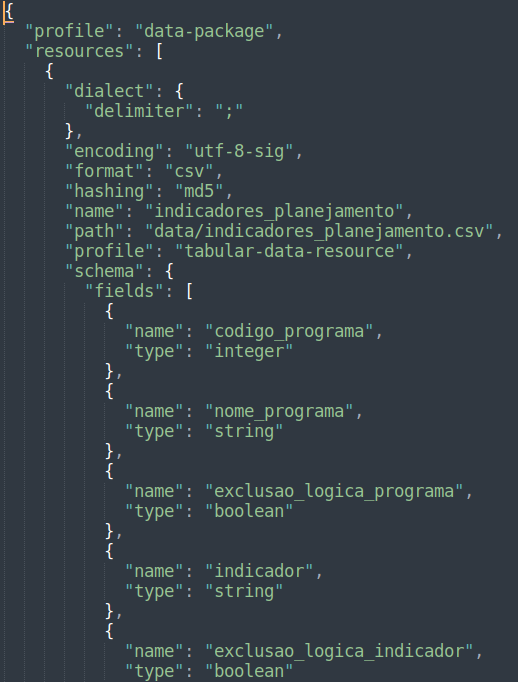 {
  "profile": "data-package",
  "resources": [
    {
      "dialect": {
        "delimiter": ";"
      },
      "encoding": "utf-8-sig",
      "format": "csv",
      "hashing": "md5",
      "name": "indicadores_planejamento",
      "path": "data/indicadores_planejamento.csv",
      "profile": "tabular-data-resource",
      "schema": {
        "fields": [
          {
            "name": "codigo_programa",
            "type": "integer"
          },
          {
            "name": "nome_programa",
            "type": "string"
          },
          {
            "name": "exclusao_logica_programa",
            "type": "boolean"
          },
          {
            "name": "indicador",
            "type": "string"
          },
          {
            "name": "exclusao_logica_indicador",
            "type": "boolean"